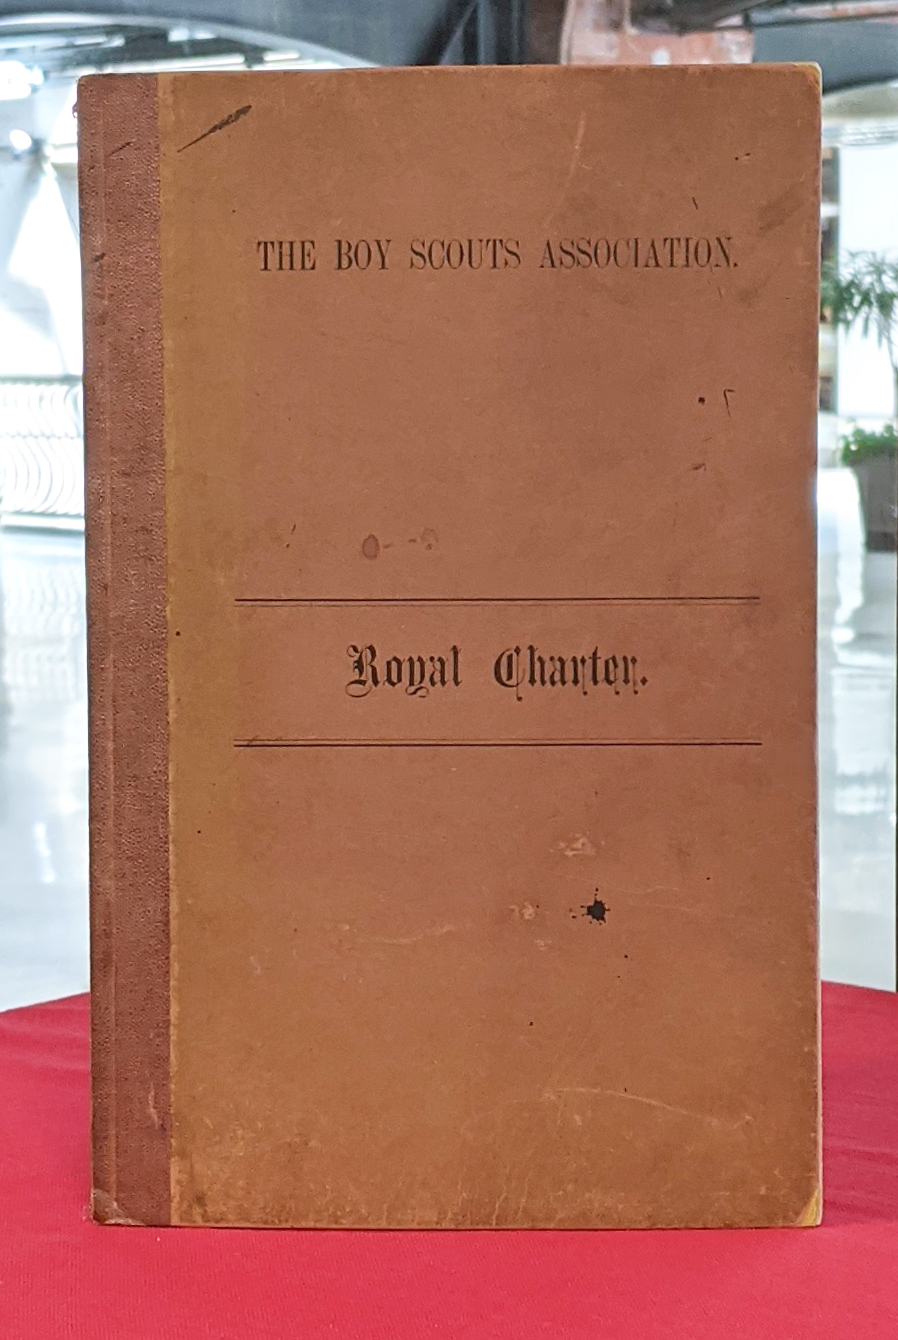 THE BOY SCOUTS ASSOCIATION.
Royal Charter.